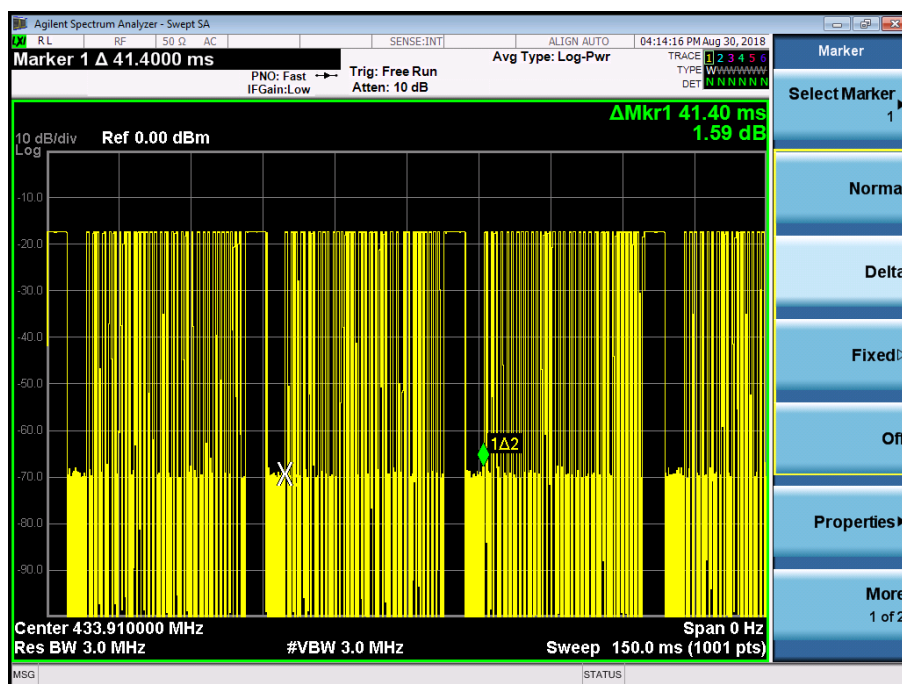 Agilent Spectrum Analyzer - Swept SA
LXI RL RF 50 Ω AC SENSE:INT ALIGN AUTO 04:14:16 PM Aug 30, 2018
Marker 1 Δ 41.4000 ms
PNO: Fast
IFGain:Low
Trig: Free Run
Atten: 10 dB
Avg Type: Log-Pwr
TRACE 1 2 3 4 5 6
TYPE WWWWWW
DET N N N N N N
ΔMkr1 41.40 ms
1.59 dB
10 dB/div Ref 0.00 dBm
Log
-10.0
-20.0
-30.0
-40.0
-50.0
-60.0
-70.0
-80.0
-90.0
1Δ2
Center 433.910000 MHz Span 0 Hz
Res BW 3.0 MHz #VBW 3.0 MHz Sweep 150.0 ms (1001 pts)
MSG STATUS
Marker
Select Marker
1
Norma
Delta
Fixed
Off
Properties
More
1 of 2